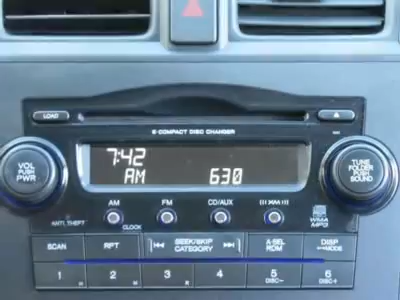 LOAD
6 COMPACT DISC CHANGER
7:42
AM 630
VOL PUSH PWR
TUNE FOLDER PUSH SOUND
AM FM CD/AUX XM
CLOCK
ANTI THEFT
WMA MP3
SCAN RPT SEEK/SKIP CATEGORY A.SEL ROM DISP MODE
1 2 3 4 5 DISC- 6 DISC+